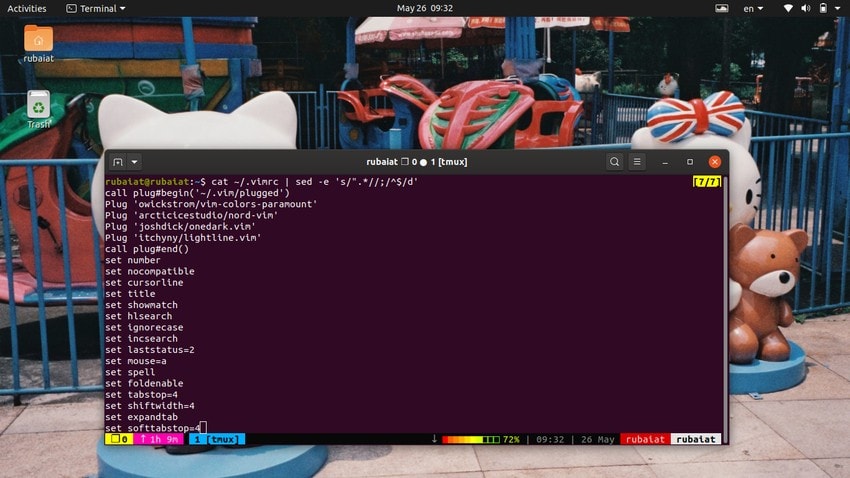 Activities Terminal May 26 09:32 en
rubaiat
Trash
rubaiat 0 1 [tmux]
rubaiat@rubaiat:~$ cat ~/.vimrc | sed -e 's/".*//;/^$/d'
[7/7]
call plug#begin('~/.vim/plugged')
Plug 'owickstrom/vim-colors-paramount'
Plug 'arcticicestudio/nord-vim'
Plug 'joshdick/onedark.vim'
Plug 'itchyny/lightline.vim'
call plug#end()
set number
set nocompatible
set cursorline
set title
set showmatch
set hlsearch
set ignorecase
set incsearch
set laststatus=2
set mouse=a
set spell
set foldenable
set tabstop=4
set shiftwidth=4
set expandtab
set softtabstop=4
❐ 0 ↑ 1h 9m 1 [tmux] ↓ 72% | 09:32 | 26 May rubaiat rubaiat